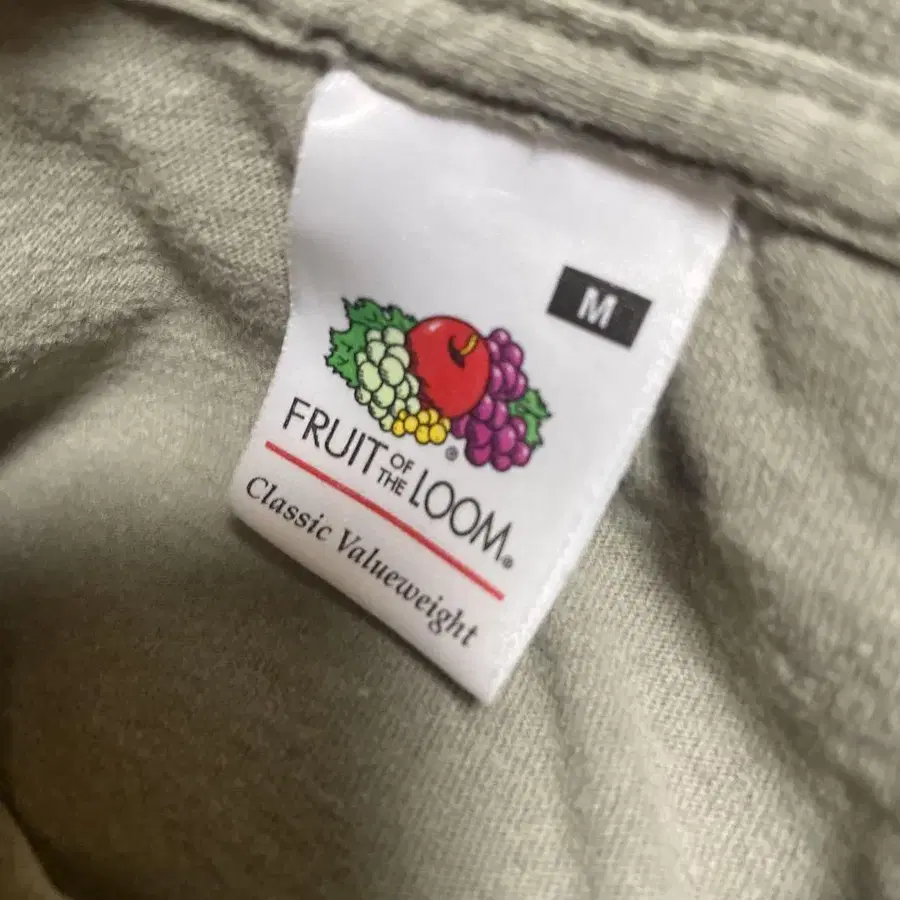 M
FRUIT OF THE LOOM®
Classic Valueweight